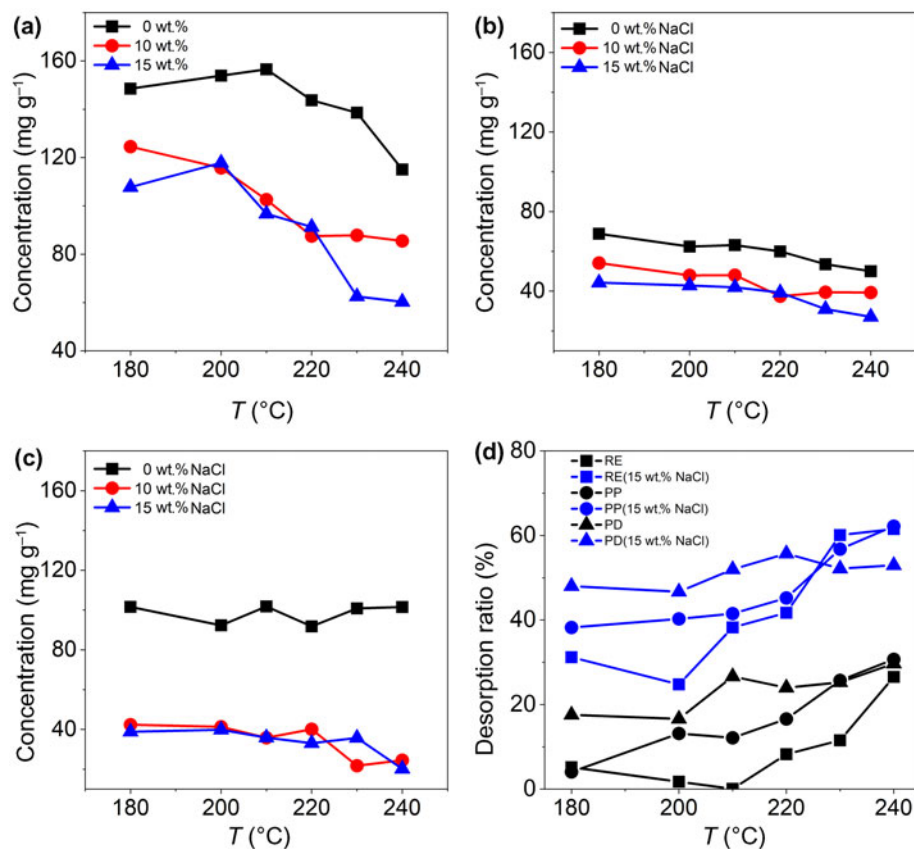 (a)
0 wt.%
10 wt.%
15 wt.%
Concentration (mg g⁻¹)
160
120
80
40
180 200 220 240
T (°C)
(b)
0 wt.% NaCl
10 wt.% NaCl
15 wt.% NaCl
Concentration (mg g⁻¹)
160
120
80
40
180 200 220 240
T (°C)
(c)
0 wt.% NaCl
10 wt.% NaCl
15 wt.% NaCl
Concentration (mg g⁻¹)
160
120
80
40
180 200 220 240
T (°C)
(d)
RE
RE(15 wt.% NaCl)
PP
PP(15 wt.% NaCl)
PD
PD(15 wt.% NaCl)
Desorption ratio (%)
80
60
40
20
0
180 200 220 240
T (°C)